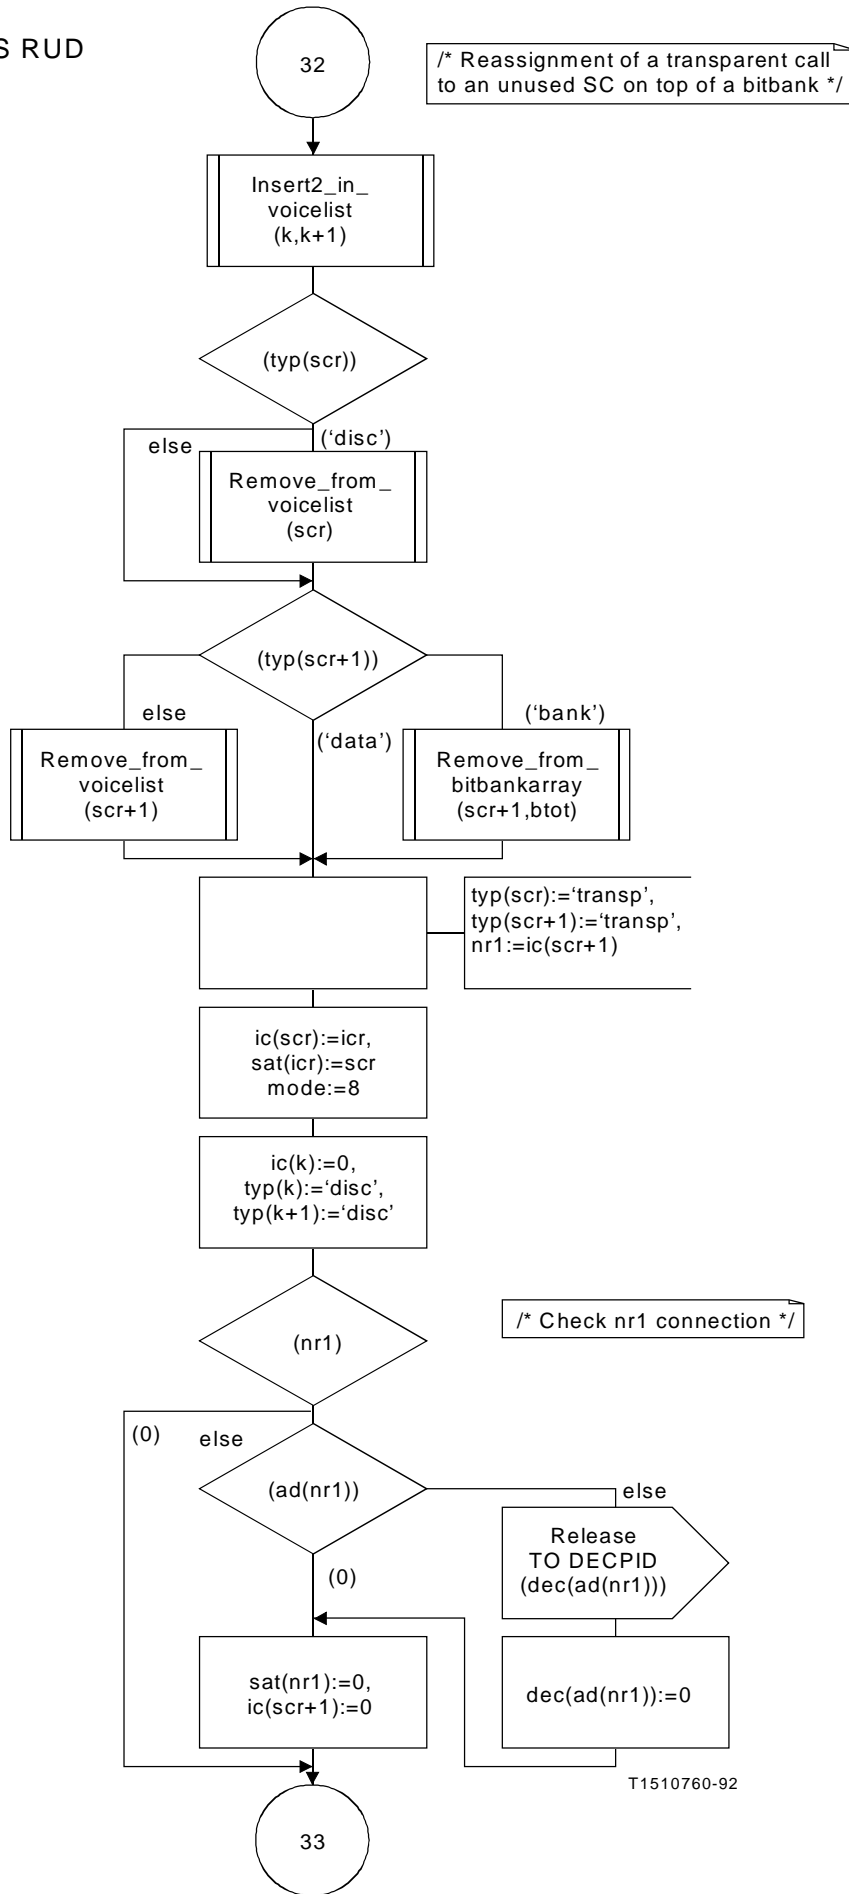 S RUD
32
/* Reassignment of a transparent call
to an unused SC on top of a bitbank */
Insert2_in_
voicelist
(k,k+1)
(typ(scr))
else
(‘disc’)
Remove_from_
voicelist
(scr)
(typ(scr+1))
else
(‘data’)
(‘bank’)
Remove_from_
voicelist
(scr+1)
Remove_from_
bitbankarray
(scr+1,btot)
typ(scr):=‘transp’,
typ(scr+1):=‘transp’,
nr1:=ic(scr+1)
ic(scr):=icr,
sat(icr):=scr
mode:=8
ic(k):=0,
typ(k):=‘disc’,
typ(k+1):=‘disc’
(nr1)
/* Check nr1 connection */
(0)
else
(ad(nr1))
else
Release
TO DECPID
(dec(ad(nr1)))
(0)
sat(nr1):=0,
ic(scr+1):=0
dec(ad(nr1)):=0
T1510760-92
33